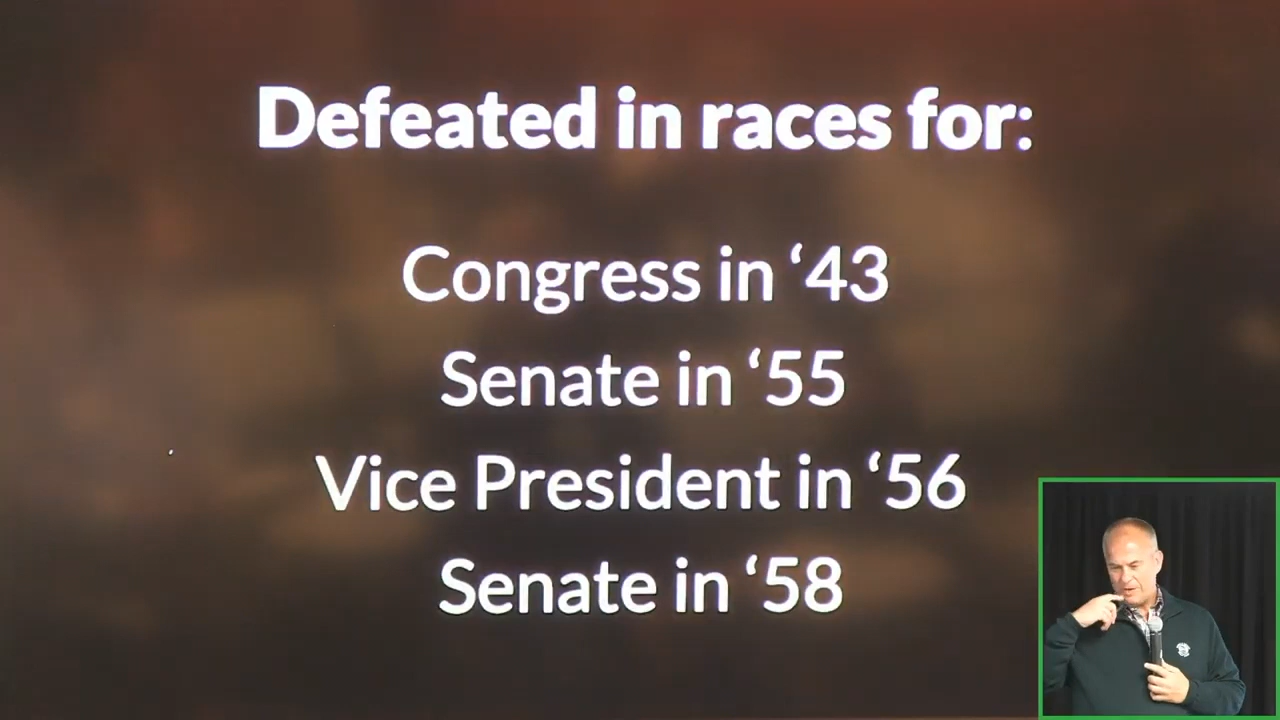 Defeated in races for:
Congress in ‘43
Senate in ‘55
Vice President in ‘56
Senate in ‘58